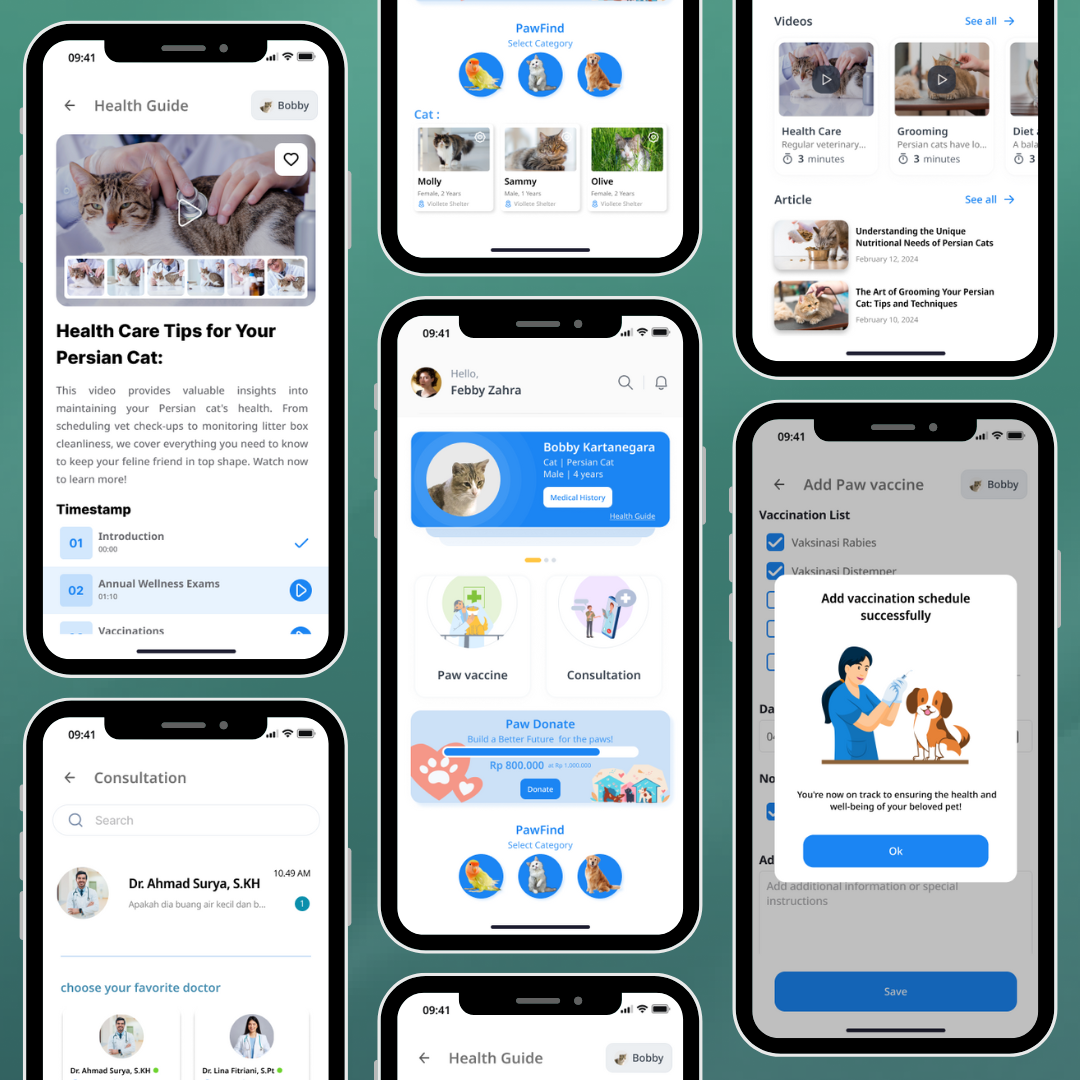 09:41
Health Guide
Bobby
Health Care Tips for Your
Persian Cat:
This video provides valuable insights into
maintaining your Persian cat's health. From
scheduling vet check-ups to monitoring litter box
cleanliness, we cover everything you need to know
to keep your feline friend in top shape. Watch now
to learn more!
Timestamp
01
Introduction
00:00
02
Annual Wellness Exams
01:10
Vaccinations
09:41
Consultation
Search
Dr. Ahmad Surya, S.KH
10.49 AM
Apakah dia buang air kecil dan b...
1
choose your favorite doctor
Dr. Ahmad Surya, S.KH
Dr. Lina Fitriani, S.Pt
PawFind
Select Category
Cat :
Molly
Female, 2 Years
Viollete Shelter
Sammy
Male, 1 Years
Viollete Shelter
Olive
Female, 2 Years
Viollete Shelter
09:41
Hello,
Febby Zahra
Bobby Kartanegara
Cat | Persian Cat
Male | 4 years
Medical History
Health Guide
Paw vaccine
Consultation
Paw Donate
Build a Better Future for the paws!
Rp 800.000 at Rp 1.000.000
Donate
PawFind
Select Category
09:41
Health Guide
Bobby
Videos
See all
Health Care
Regular veterinary...
3 minutes
Grooming
Persian cats have lo...
3 minutes
Diet
A bala
3
Article
See all
Understanding the Unique
Nutritional Needs of Persian Cats
February 12, 2024
The Art of Grooming Your Persian
Cat: Tips and Techniques
February 10, 2024
09:41
Add Paw vaccine
Bobby
Vaccination List
Vaksinasi Rabies
Vaksinasi Distemper
Add vaccination schedule
successfully
You're now on track to ensuring the health and
well-being of your beloved pet!
Ok
Da
No
Ad
Add additional information or special
instructions
Save